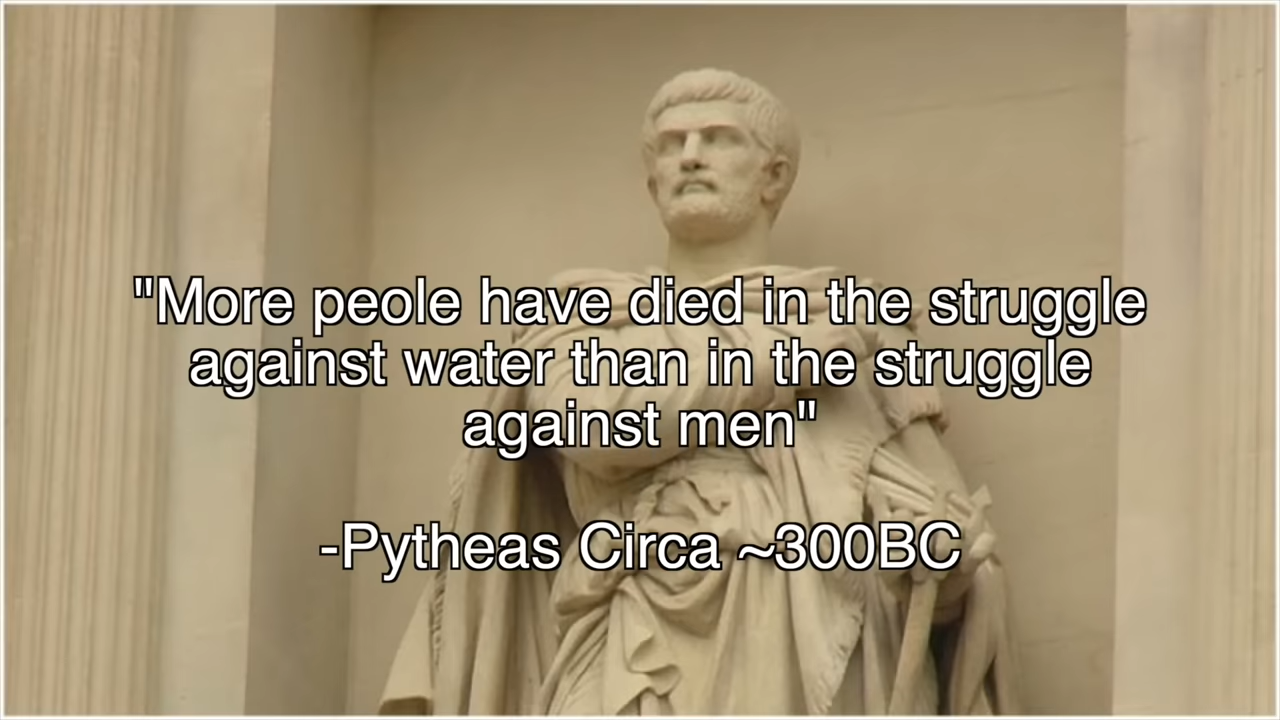 "More peole have died in the struggle
against water than in the struggle
against men"
-Pytheas Circa ~300BC